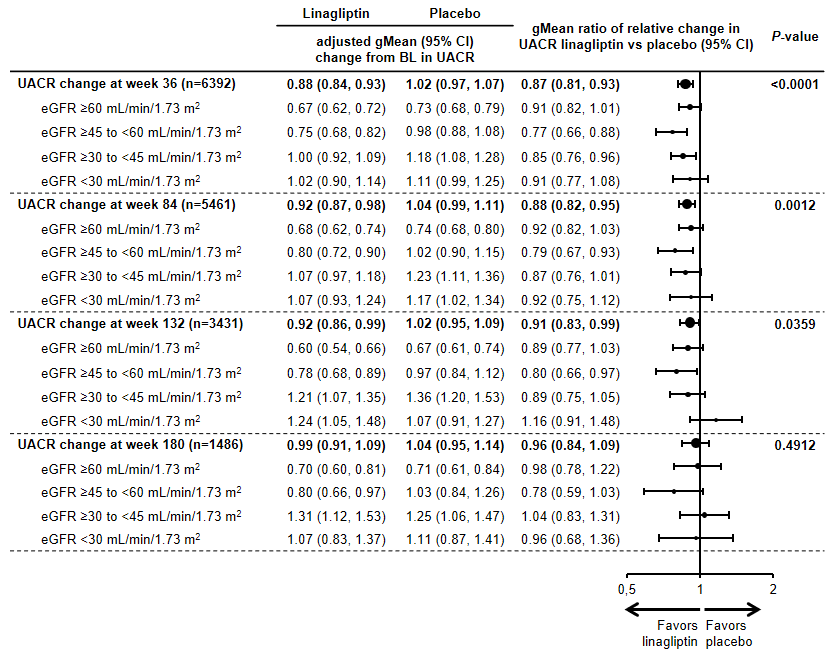 Linagliptin Placebo
adjusted gMean (95% CI)
change from BL in UACR
gMean ratio of relative change in
UACR linagliptin vs placebo (95% CI)
P-value
UACR change at week 36 (n=6392) 0.88 (0.84, 0.93) 1.02 (0.97, 1.07) 0.87 (0.81, 0.93) <0.0001
eGFR ≥60 mL/min/1.73 m² 0.67 (0.62, 0.72) 0.73 (0.68, 0.79) 0.91 (0.82, 1.01)
eGFR ≥45 to <60 mL/min/1.73 m² 0.75 (0.68, 0.82) 0.98 (0.88, 1.08) 0.77 (0.66, 0.88)
eGFR ≥30 to <45 mL/min/1.73 m² 1.00 (0.92, 1.09) 1.18 (1.08, 1.28) 0.85 (0.76, 0.96)
eGFR <30 mL/min/1.73 m² 1.02 (0.90, 1.14) 1.11 (0.99, 1.25) 0.91 (0.77, 1.08)
UACR change at week 84 (n=5461) 0.92 (0.87, 0.98) 1.04 (0.99, 1.11) 0.88 (0.82, 0.95) 0.0012
eGFR ≥60 mL/min/1.73 m² 0.68 (0.62, 0.74) 0.74 (0.68, 0.80) 0.92 (0.82, 1.03)
eGFR ≥45 to <60 mL/min/1.73 m² 0.80 (0.72, 0.90) 1.02 (0.90, 1.15) 0.79 (0.67, 0.93)
eGFR ≥30 to <45 mL/min/1.73 m² 1.07 (0.97, 1.18) 1.23 (1.11, 1.36) 0.87 (0.76, 1.01)
eGFR <30 mL/min/1.73 m² 1.07 (0.93, 1.24) 1.17 (1.02, 1.34) 0.92 (0.75, 1.12)
UACR change at week 132 (n=3431) 0.92 (0.86, 0.99) 1.02 (0.95, 1.09) 0.91 (0.83, 0.99) 0.0359
eGFR ≥60 mL/min/1.73 m² 0.60 (0.54, 0.66) 0.67 (0.61, 0.74) 0.89 (0.77, 1.03)
eGFR ≥45 to <60 mL/min/1.73 m² 0.78 (0.68, 0.89) 0.97 (0.84, 1.12) 0.80 (0.66, 0.97)
eGFR ≥30 to <45 mL/min/1.73 m² 1.21 (1.07, 1.35) 1.36 (1.20, 1.53) 0.89 (0.75, 1.05)
eGFR <30 mL/min/1.73 m² 1.24 (1.05, 1.48) 1.07 (0.91, 1.27) 1.16 (0.91, 1.48)
UACR change at week 180 (n=1486) 0.99 (0.91, 1.09) 1.04 (0.95, 1.14) 0.96 (0.84, 1.09) 0.4912
eGFR ≥60 mL/min/1.73 m² 0.70 (0.60, 0.81) 0.71 (0.61, 0.84) 0.98 (0.78, 1.22)
eGFR ≥45 to <60 mL/min/1.73 m² 0.80 (0.66, 0.97) 1.03 (0.84, 1.26) 0.78 (0.59, 1.03)
eGFR ≥30 to <45 mL/min/1.73 m² 1.31 (1.12, 1.53) 1.25 (1.06, 1.47) 1.04 (0.83, 1.31)
eGFR <30 mL/min/1.73 m² 1.07 (0.83, 1.37) 1.11 (0.87, 1.41) 0.96 (0.68, 1.36)
0,5 1 2
Favors Favors
linagliptin placebo